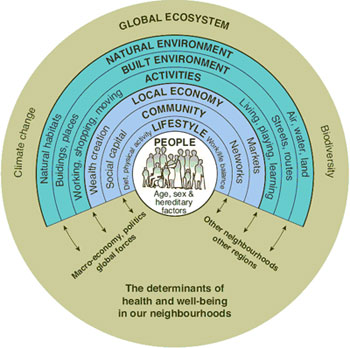 GLOBAL ECOSYSTEM
NATURAL ENVIRONMENT
BUILT ENVIRONMENT
ACTIVITIES
LOCAL ECONOMY
COMMUNITY
LIFESTYLE
PEOPLE
Age, sex &
hereditary
factors
Climate change
Biodiversity
Natural habitats
Air, water, land
Buildings, places
Streets, routes
Working, shopping, moving
Living, playing, learning
Wealth creation
Markets
Social capital
Networks
Diet, physical activity
Work/life balance
Macro-economy, politics
global forces
Other neighbourhoods
other regions
The determinants of
health and well-being
in our neighbourhoods